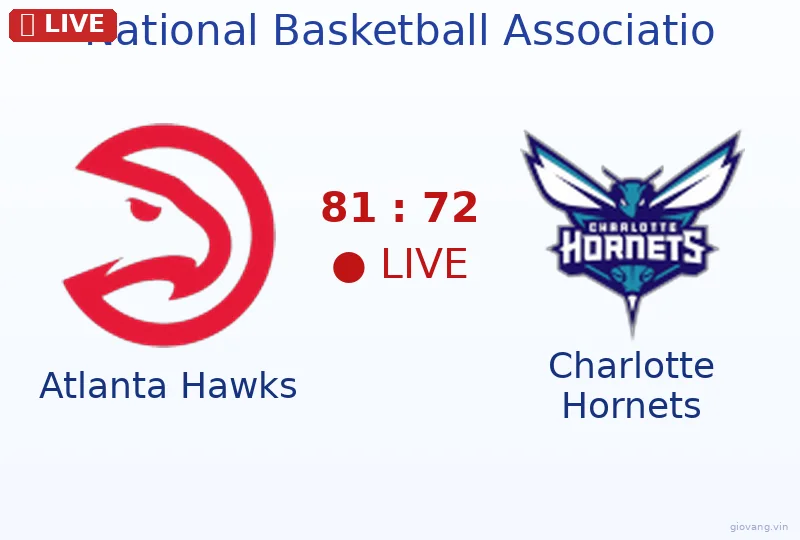 LIVE
National Basketball Associatio
81 : 72
● LIVE
CHARLOTTE
HORNETS
Atlanta Hawks
Charlotte
Hornets
giovang.vin